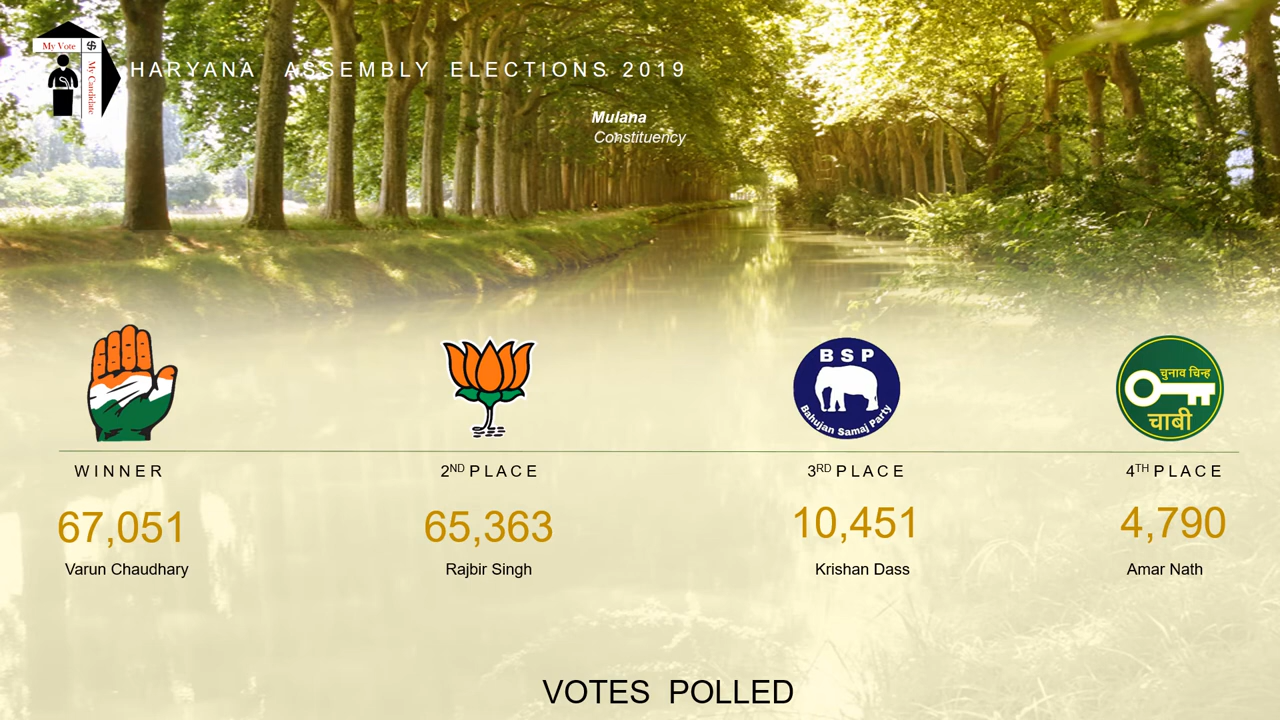 My Vote
My Candidate
HARYANA ASSEMBLY ELECTIONS 2019
Mulana
Constituency
BSP
Bahujan Samaj Party
चुनाव चिन्ह
चाबी
WINNER
2ND PLACE
3RD PLACE
4TH PLACE
67,051
65,363
10,451
4,790
Varun Chaudhary
Rajbir Singh
Krishan Dass
Amar Nath
VOTES POLLED